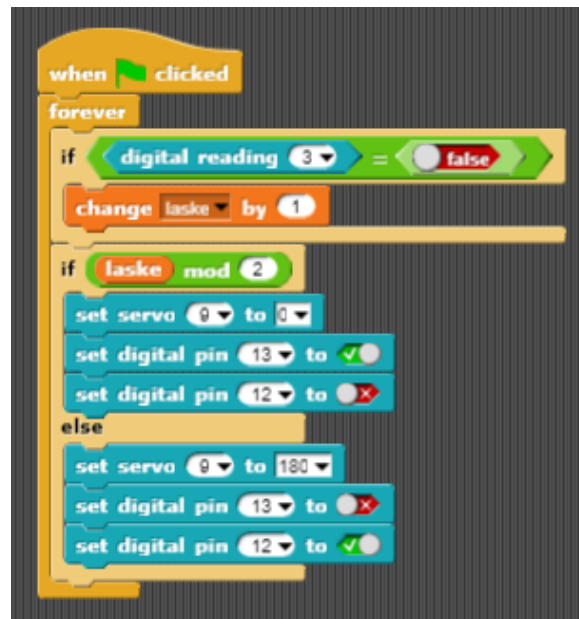 when clicked
forever
if digital reading 3 = false
change laske by 1
if laske mod 2
set servo 9 to 0
set digital pin 13 to
set digital pin 12 to
else
set servo 9 to 180
set digital pin 13 to
set digital pin 12 to